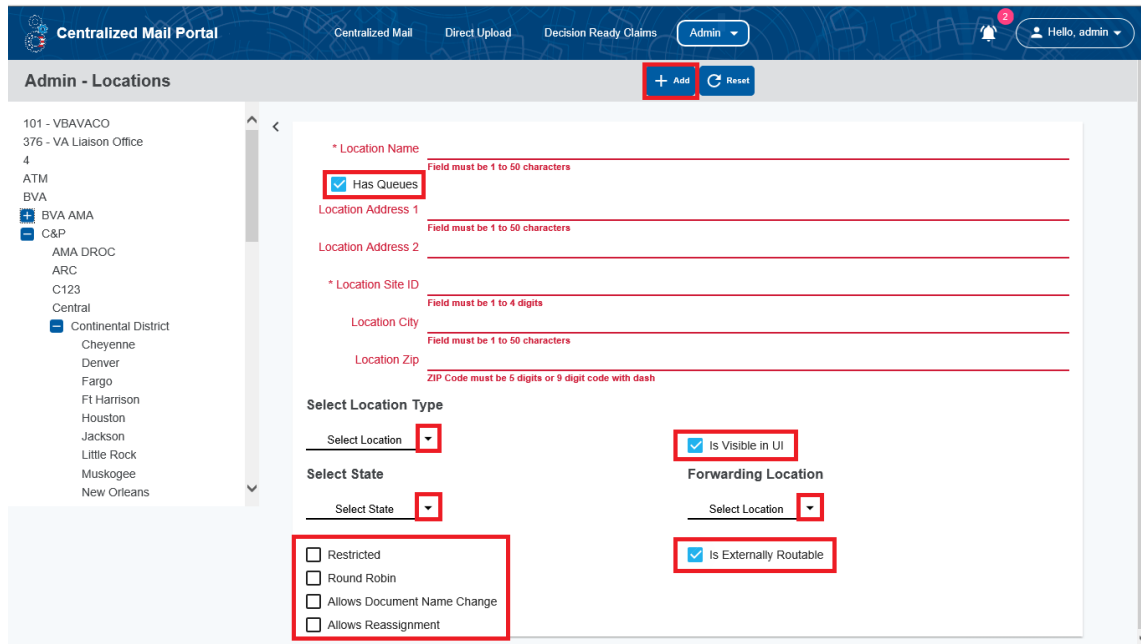 Centralized Mail Portal
Centralized Mail Direct Upload Decision Ready Claims Admin
2
Hello, admin
Admin - Locations
Add Reset
101 - VBAVACO
376 - VA Liaison Office
4
ATM
BVA
BVA AMA
C&P
AMA DROC
ARC
C123
Central
Continental District
Cheyenne
Denver
Fargo
Ft Harrison
Houston
Jackson
Little Rock
Muskogee
New Orleans
* Location Name
Field must be 1 to 50 characters
Has Queues
Location Address 1
Field must be 1 to 50 characters
Location Address 2
* Location Site ID
Field must be 1 to 4 digits
Location City
Field must be 1 to 50 characters
Location Zip
ZIP Code must be 5 digits or 9 digit code with dash
Select Location Type
Select Location
Is Visible in UI
Select State
Forwarding Location
Select State
Select Location
Restricted
Is Externally Routable
Round Robin
Allows Document Name Change
Allows Reassignment